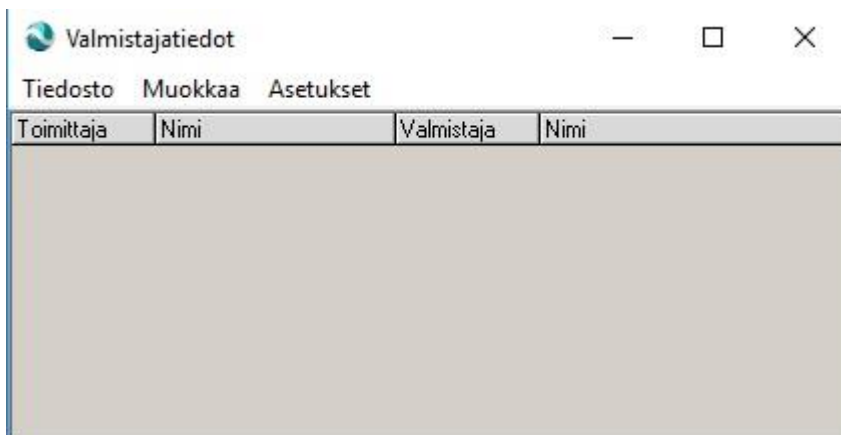 Valmistajatiedot
Tiedosto Muokkaa Asetukset
Toimittaja Nimi Valmistaja Nimi